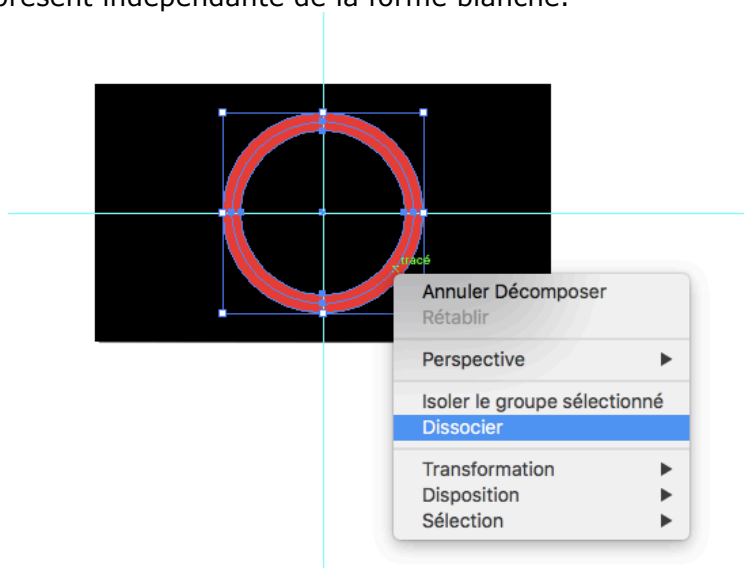 présent indépendante de la forme blanche.
tracé
Annuler Décomposer
Rétablir
Perspective
Isoler le groupe sélectionné
Dissocier
Transformation
Disposition
Sélection